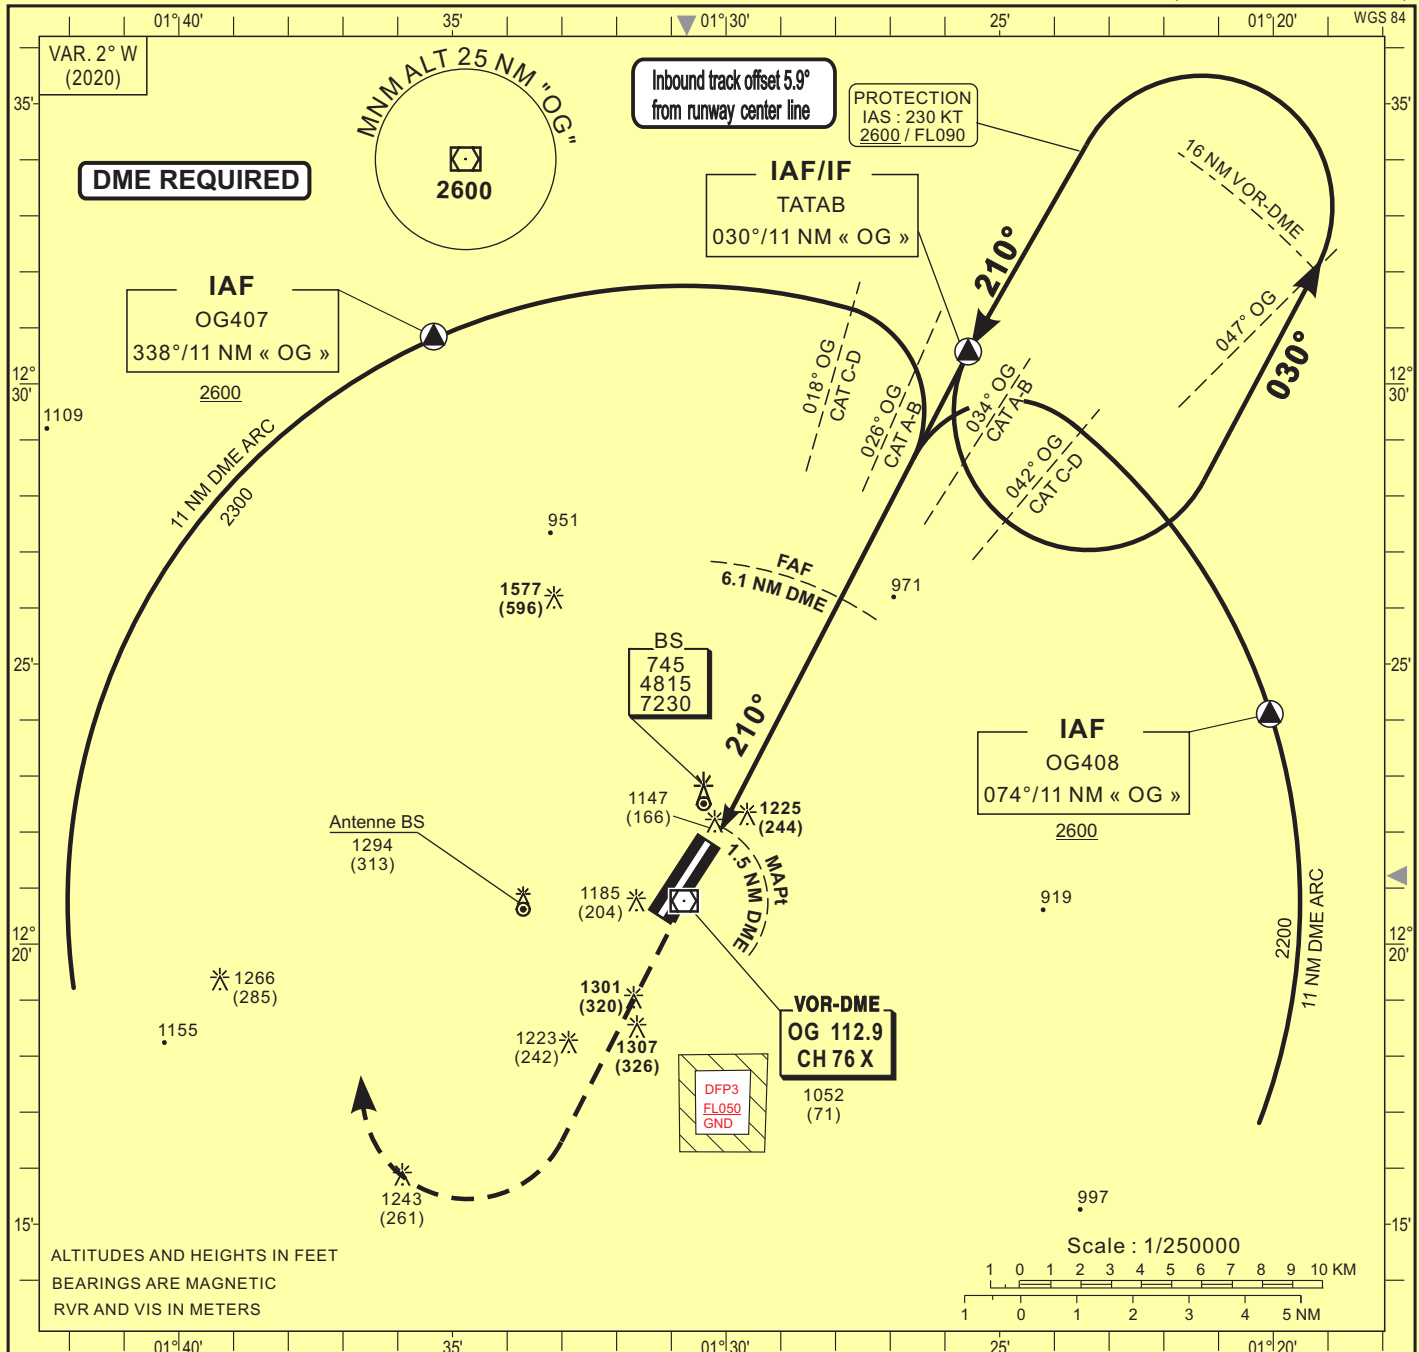 01° 40'
35'
01° 30'
25'
01° 20'
WGS 84
VAR. 2° W
(2020)
MNM ALT 25 NM "OG"
2600
Inbound track offset 5.9°
from runway center line
PROTECTION
IAS : 230 KT
2600 / FL090
35'
35'
DME REQUIRED
16 NM VOR-DME
IAF/IF
TATAB
030°/11 NM « OG »
210°
IAF
OG407
338°/11 NM « OG »
2600
047° OG
030°
018° OG
CAT C-D
026° OG
CAT A-B
034° OG
CAT A-B
042° OG
CAT C-D
12°
30'
12°
30'
1109
11 NM DME ARC
2300
951
FAF
6.1 NM DME
971
1577
(596)
BS
745
4815
7230
25'
25'
210°
IAF
OG408
074°/11 NM « OG »
2600
1147
(166)
1225
(244)
Antenne BS
1294
(313)
MAPt
1.5 NM DME
1185
(204)
919
12°
20'
12°
20'
2200
11 NM DME ARC
1266
(285)
1301
(320)
VOR-DME
OG 112.9
CH 76 X
1052
(71)
1155
1223
(242)
1307
(326)
DFP3
FL050
GND
1243
(261)
997
15'
15'
ALTITUDES AND HEIGHTS IN FEET
BEARINGS ARE MAGNETIC
RVR AND VIS IN METERS
Scale : 1/250000
1 0 1 2 3 4 5 6 7 8 9 10 KM
1 0 1 2 3 4 5 NM
01° 40'
35'
01° 30'
25'
01° 20'